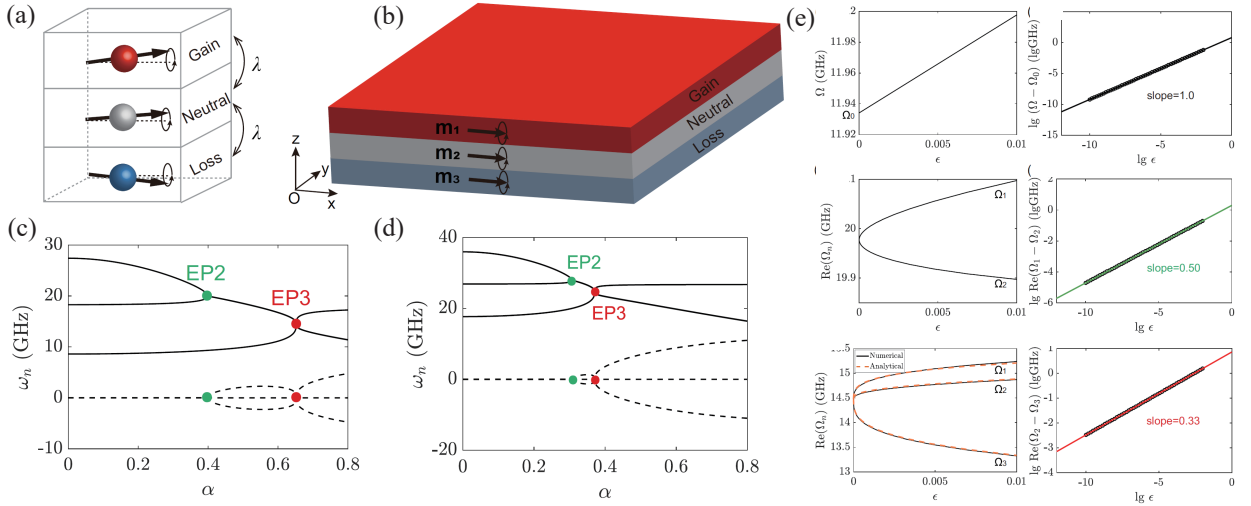 (a)
Gain
λ
Neutral
λ
Loss
(b)
Gain
Neutral
Loss
m₁
m₂
m₃
z
y
O
x
(c)
30
20
10
0
-10
ωn (GHz)
EP2
EP3
0
0.2
0.4
0.6
0.8
α
(d)
40
20
0
-20
ωn (GHz)
EP2
EP3
0
0.2
0.4
0.6
0.8
α
(e)
2
11.98
11.96
11.94
Ω₀
11.92
Ω (GHz)
0
0.005
0.01
ϵ
5
0
-5
-10
-15
lg (Ω − Ω₀) (lgGHz)
slope=1.0
-10
-5
0
lg ϵ
.1
20
19.9
Re(Ωn) (GHz)
Ω₁
Ω₂
0
0.005
0.01
ϵ
2
0
-2
-4
-6
lg Re(Ω₁ − Ω₂) (lgGHz)
slope=0.50
-10
-5
0
lg ϵ
.5
15
14.5
14
13.5
13
Re(Ωn) (GHz)
Numerical
Analytical
Ω₁
Ω₂
Ω₃
0
0.005
0.01
ϵ
1
0
-1
-2
-3
-4
lg Re(Ω₂ − Ω₃) (lgGHz)
slope=0.33
-10
-5
0
lg ϵ